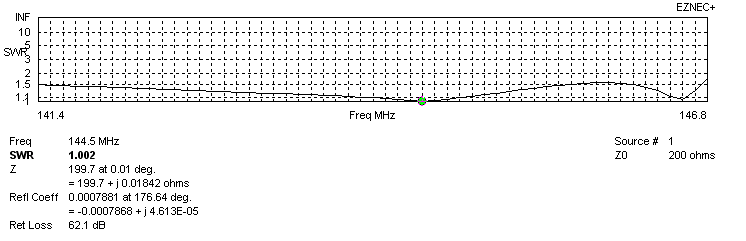 EZNEC+
INF
10
5
SWR
3
2
1.5
1.1
141.4 Freq MHz 146.8
Freq 144.5 MHz Source # 1
SWR 1.002 Z0 200 ohms
Z 199.7 at 0.01 deg.
= 199.7 + j 0.01842 ohms
Refl Coeff 0.0007881 at 176.64 deg.
= -0.0007868 + j 4.613E-05
Ret Loss 62.1 dB